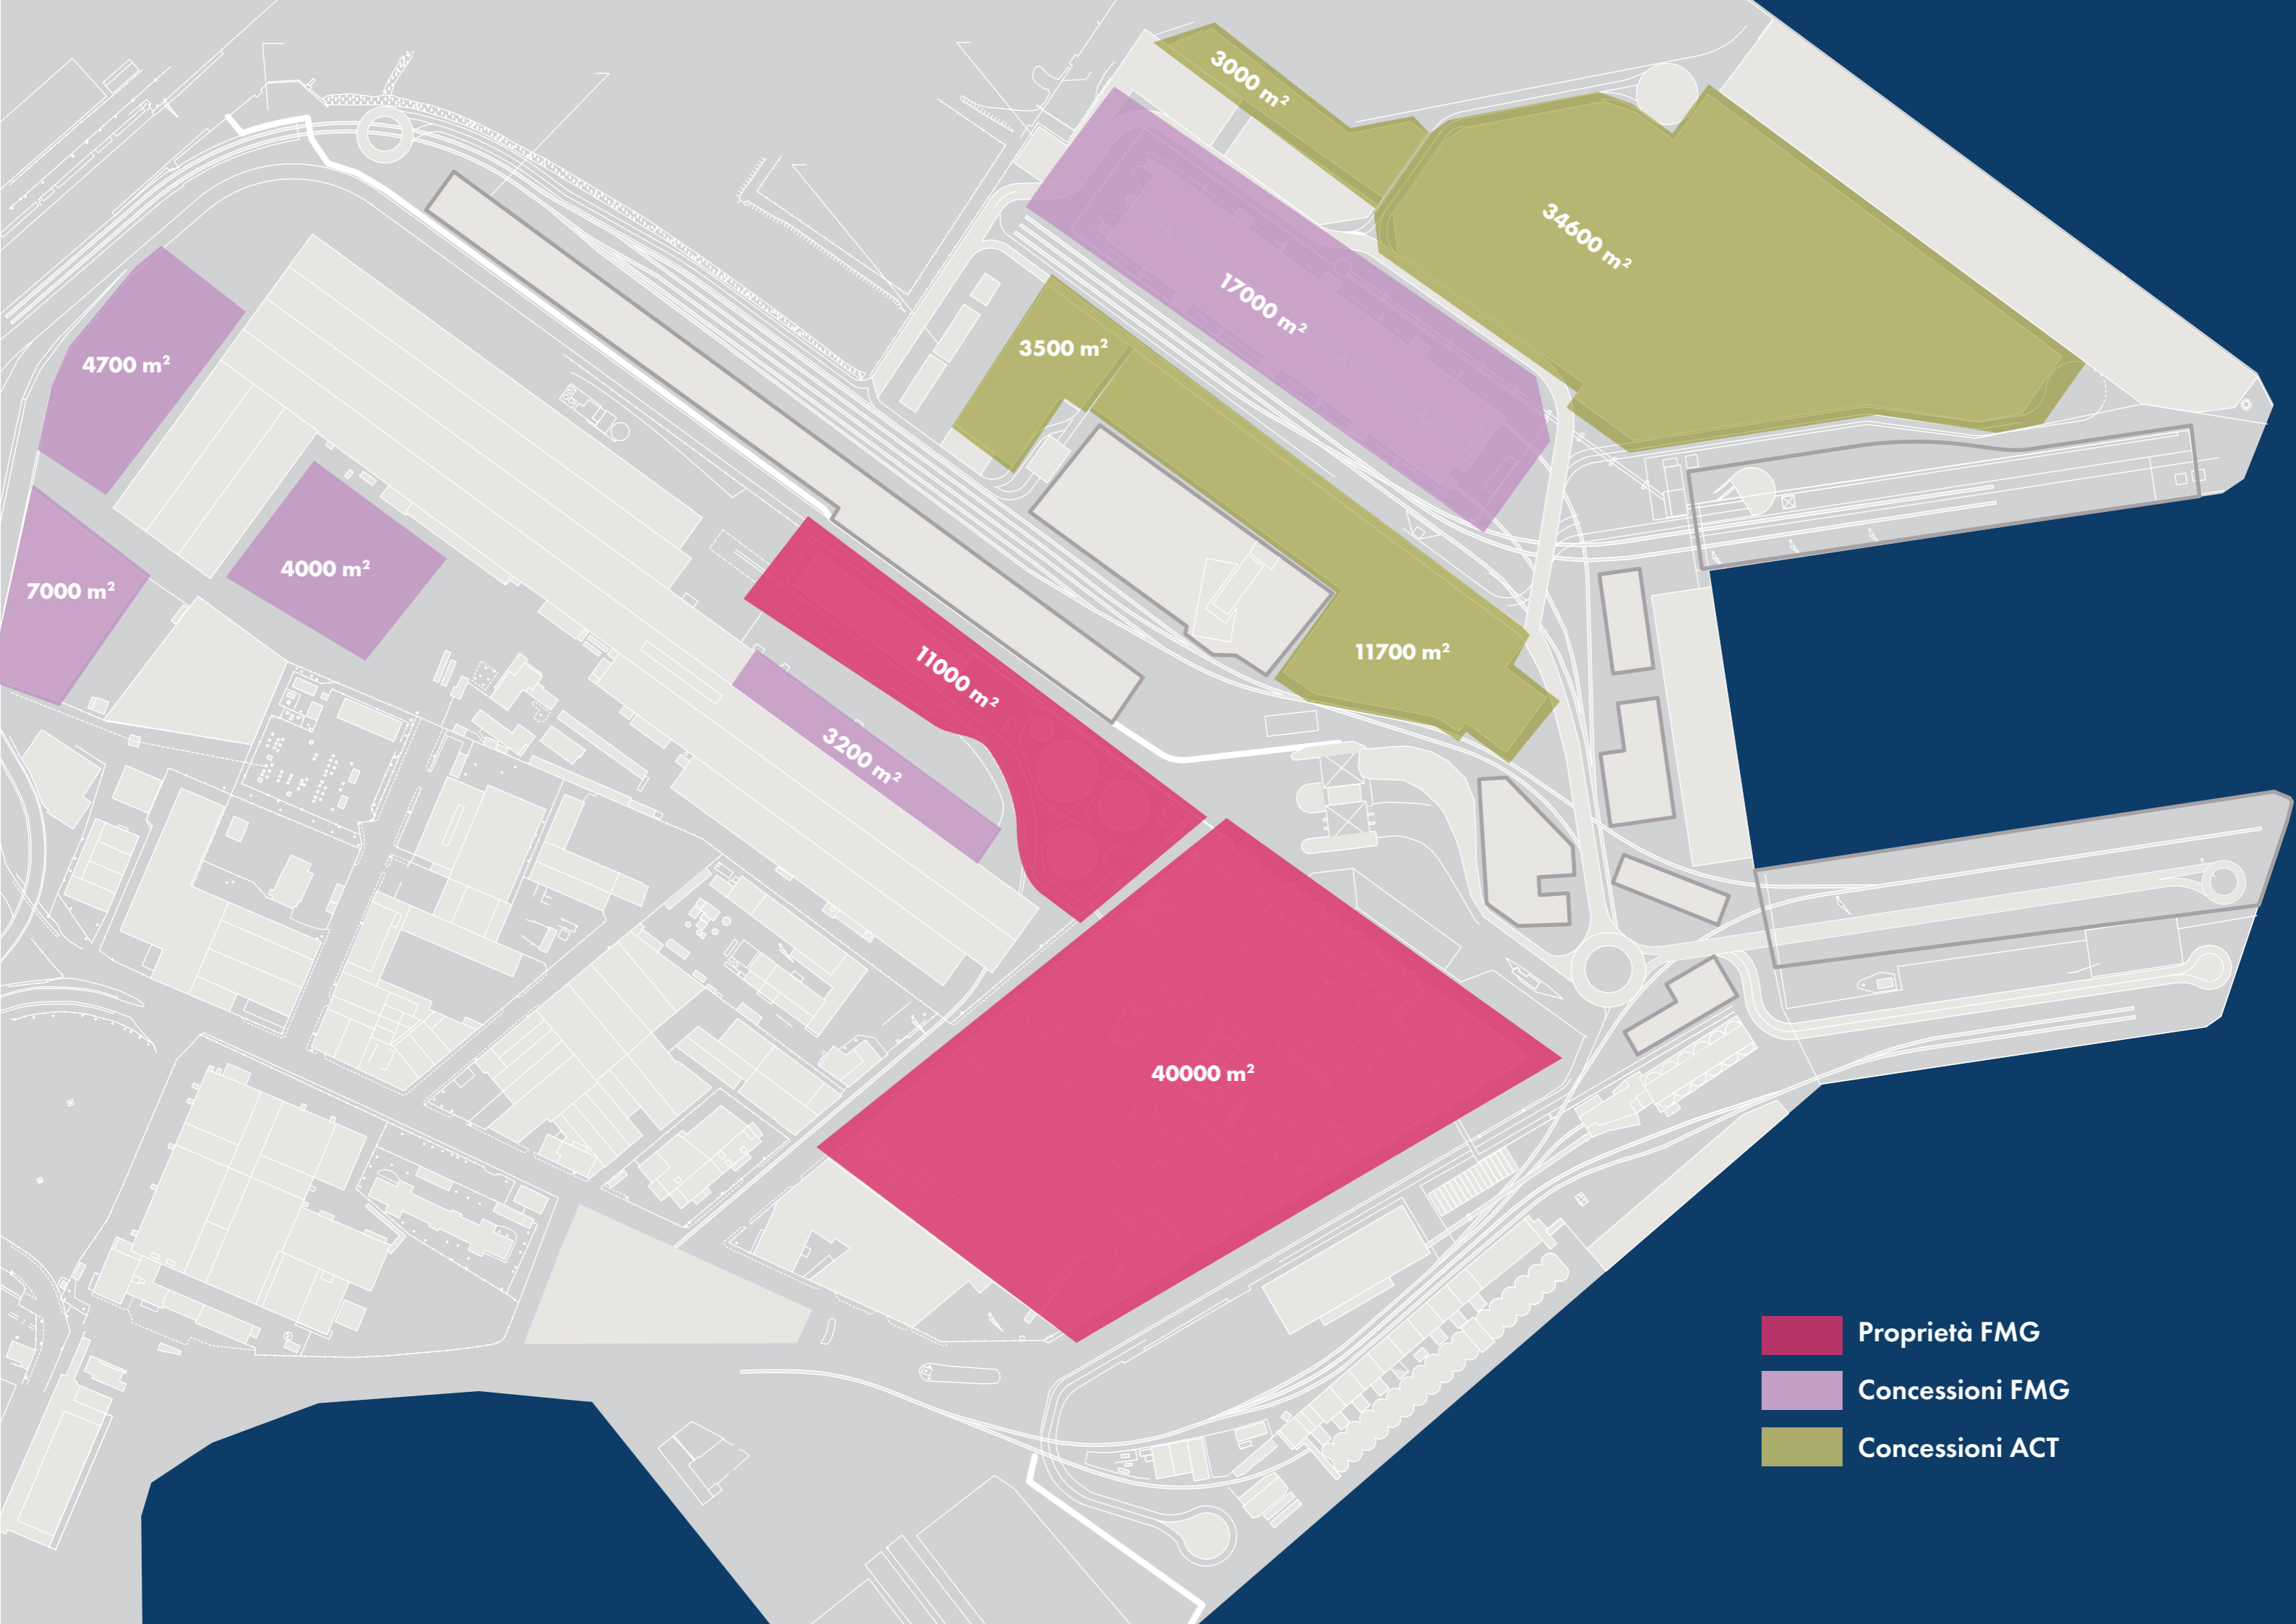 3000 m²
34600 m²
17000 m²
3500 m²
4700 m²
4000 m²
7000 m²
11700 m²
11000 m²
3200 m²
40000 m²
Proprietà FMG
Concessioni FMG
Concessioni ACT